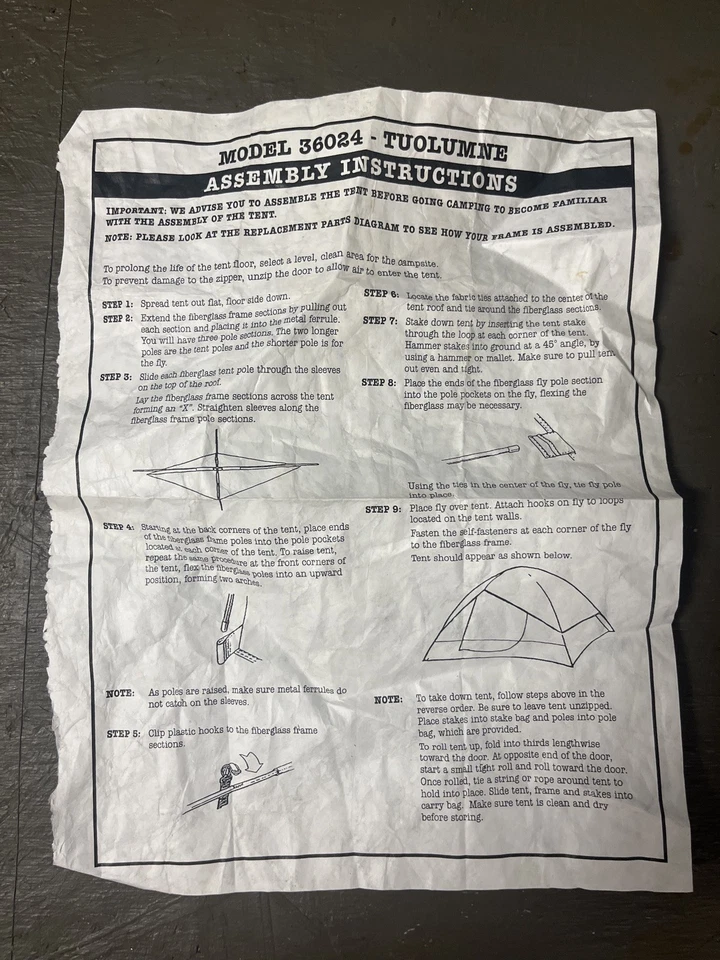 MODEL 36024 - TUOLUMNE
ASSEMBLY INSTRUCTIONS
IMPORTANT: WE ADVISE YOU TO ASSEMBLE THE TENT BEFORE GOING CAMPING TO BECOME FAMILIAR
WITH THE ASSEMBLY OF THE TENT.
NOTE: PLEASE LOOK AT THE REPLACEMENT PARTS DIAGRAM TO SEE HOW YOUR FRAME IS ASSEMBLED.
To prolong the life of the tent floor, select a level, clean area for the campsite.
To prevent damage to the zipper, unzip the door to allow air to enter the tent.
STEP 1: Spread tent out flat, floor side down.
STEP 2: Extend the fiberglass frame sections by pulling out
each section and placing it into the metal ferrule.
You will have three pole sections. The two longer
poles are the tent poles and the shorter pole is for
the fly.
STEP 3: Slide each fiberglass tent pole through the sleeves
on the top of the roof.
Lay the fiberglass frame sections across the tent
forming an "X". Straighten sleeves along the
fiberglass frame pole sections.
STEP 4: Starting at the back corners of the tent, place ends
of the fiberglass frame poles into the pole pockets
located at each corner of the tent. To raise tent,
repeat the same procedure at the front corners of
the tent, flex the fiberglass poles into an upward
position, forming two arches.
NOTE: As poles are raised, make sure metal ferrules do
not catch on the sleeves.
STEP 5: Clip plastic hooks to the fiberglass frame
sections.
STEP 6: Locate the fabric ties attached to the center of the
tent roof and tie around the fiberglass sections.
STEP 7: Stake down tent by inserting the tent stake
through the loop at each corner of the tent.
Hammer stakes into ground at a 45° angle, by
using a hammer or mallet. Make sure to pull tent
out even and tight.
STEP 8: Place the ends of the fiberglass fly pole section
into the pole pockets on the fly, flexing the
fiberglass may be necessary.
Using the ties in the center of the fly, tie fly pole
into place.
STEP 9: Place fly over tent. Attach hooks on fly to loops
located on the tent walls.
Fasten the self-fasteners at each corner of the fly
to the fiberglass frame.
Tent should appear as shown below.
NOTE: To take down tent, follow steps above in the
reverse order. Be sure to leave tent unzipped.
Place stakes into stake bag and poles into pole
bag, which are provided.
To roll tent up, fold into thirds lengthwise
toward the door. At opposite end of the door,
start a small tight roll and roll toward the door.
Once rolled, tie a string or rope around tent to
hold into place. Slide tent, frame and stakes into
carry bag. Make sure tent is clean and dry
before storing.